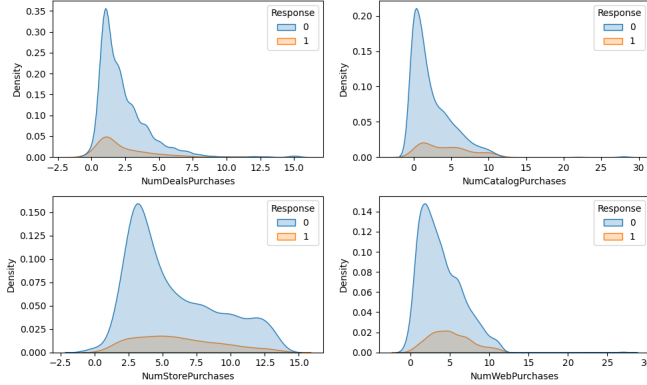 0.35
0.30
0.25
0.20
0.15
0.10
0.05
0.00
Density
Response
0
1
−2.5 0.0 2.5 5.0 7.5 10.0 12.5 15.0
NumDealsPurchases
0.20
0.15
0.10
0.05
0.00
Density
Response
0
1
0 5 10 15 20 25 30
NumCatalogPurchases
0.150
0.125
0.100
0.075
0.050
0.025
0.000
Density
Response
0
1
−2.5 0.0 2.5 5.0 7.5 10.0 12.5 15.0
NumStorePurchases
0.14
0.12
0.10
0.08
0.06
0.04
0.02
0.00
Density
Response
0
1
0 5 10 15 20 25 30
NumWebPurchases